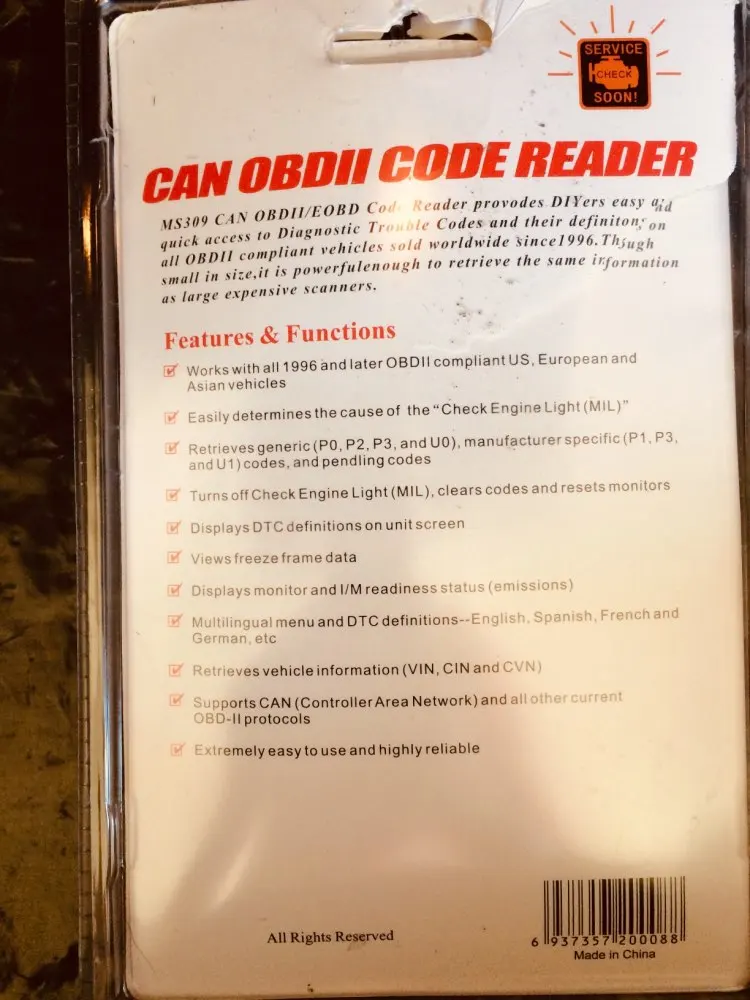 SERVICE
CHECK
SOON!
CAN OBDII CODE READER
MS309 CAN OBDII/EOBD Code Reader provodes DIYers easy and
quick access to Diagnostic Trouble Codes and their definitons on
all OBDII compliant vehicles sold worldwide since1996.Though
small in size,it is powerfulenough to retrieve the same information
as large expensive scanners.
Features & Functions
Works with all 1996 and later OBDII compliant US, European and
Asian vehicles
Easily determines the cause of the “Check Engine Light (MIL)”
Retrieves generic (P0, P2, P3, and U0), manufacturer specific (P1, P3,
and U1) codes, and pendling codes
Turns off Check Engine Light (MIL), clears codes and resets monitors
Displays DTC definitions on unit screen
Views freeze frame data
Displays monitor and I/M readiness status (emissions)
Multilingual menu and DTC definitions--English, Spanish, French and
German, etc
Retrieves vehicle information (VIN, CIN and CVN)
Supports CAN (Controller Area Network) and all other current
OBD-II protocols
Extremely easy to use and highly reliable
All Rights Reserved
6 937357 200088
Made in China